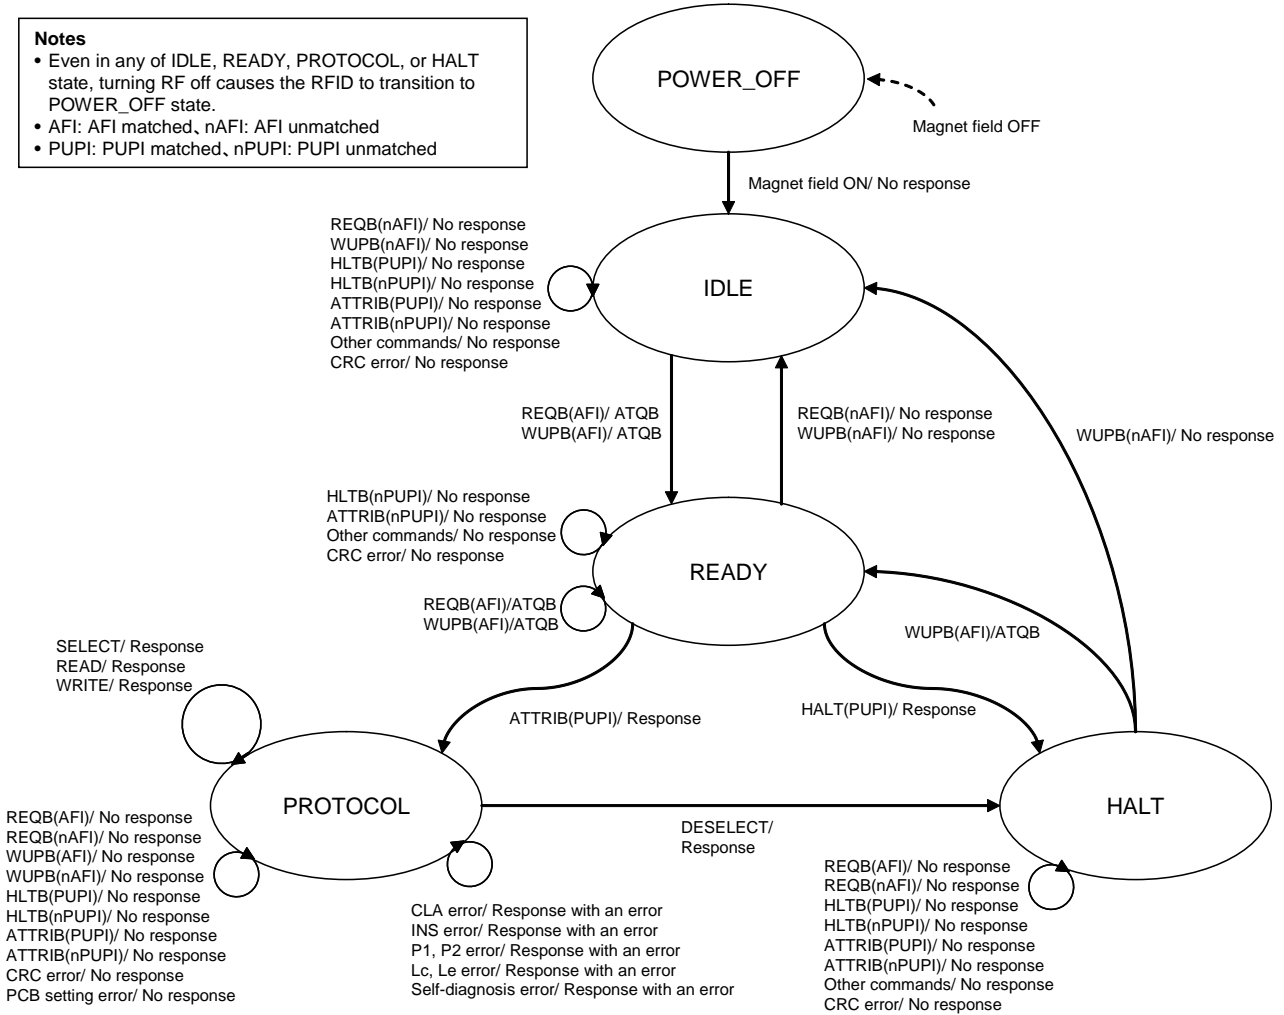 Notes
• Even in any of IDLE, READY, PROTOCOL, or HALT
state, turning RF off causes the RFID to transition to
POWER_OFF state.
• AFI: AFI matched、nAFI: AFI unmatched
• PUPI: PUPI matched、nPUPI: PUPI unmatched
POWER_OFF
Magnet field OFF
Magnet field ON/ No response
REQB(nAFI)/ No response
WUPB(nAFI)/ No response
HLTB(PUPI)/ No response
HLTB(nPUPI)/ No response
ATTRIB(PUPI)/ No response
ATTRIB(nPUPI)/ No response
Other commands/ No response
CRC error/ No response
IDLE
REQB(AFI)/ ATQB
WUPB(AFI)/ ATQB
REQB(nAFI)/ No response
WUPB(nAFI)/ No response
WUPB(nAFI)/ No response
HLTB(nPUPI)/ No response
ATTRIB(nPUPI)/ No response
Other commands/ No response
CRC error/ No response
READY
REQB(AFI)/ATQB
WUPB(AFI)/ATQB
WUPB(AFI)/ATQB
SELECT/ Response
READ/ Response
WRITE/ Response
ATTRIB(PUPI)/ Response
HALT(PUPI)/ Response
PROTOCOL
HALT
DESELECT/
Response
REQB(AFI)/ No response
REQB(nAFI)/ No response
WUPB(AFI)/ No response
WUPB(nAFI)/ No response
HLTB(PUPI)/ No response
HLTB(nPUPI)/ No response
ATTRIB(PUPI)/ No response
ATTRIB(nPUPI)/ No response
CRC error/ No response
PCB setting error/ No response
CLA error/ Response with an error
INS error/ Response with an error
P1, P2 error/ Response with an error
Lc, Le error/ Response with an error
Self-diagnosis error/ Response with an error
REQB(AFI)/ No response
REQB(nAFI)/ No response
HLTB(PUPI)/ No response
HLTB(nPUPI)/ No response
ATTRIB(PUPI)/ No response
ATTRIB(nPUPI)/ No response
Other commands/ No response
CRC error/ No response